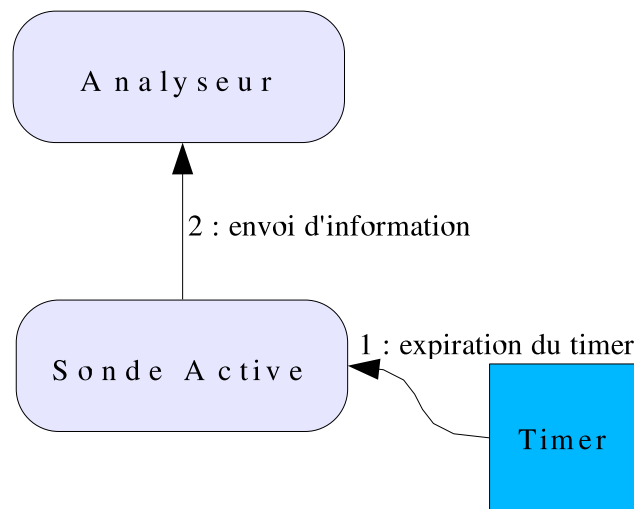 Analyseur
2 : envoi d'information
1 : expiration du timer
Sonde Active
Timer